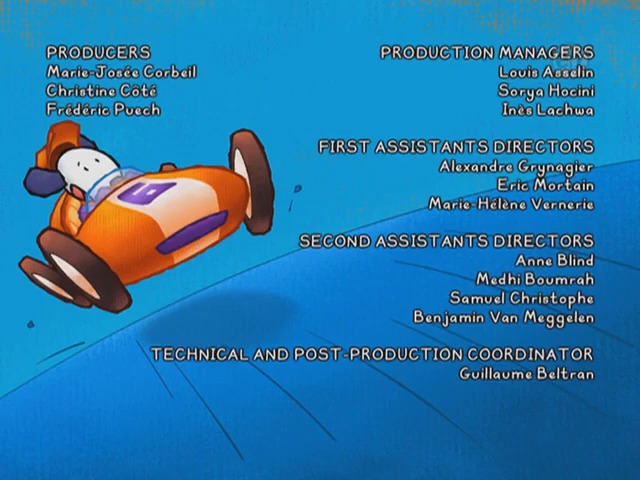 PRODUCERS
Marie-Josée Corbeil
Christine Côté
Frédéric Puech
PRODUCTION MANAGERS
Louis Asselin
Sorya Hocini
Inès Lachwa
FIRST ASSISTANTS DIRECTORS
Alexandre Grynagier
Eric Mortain
Marie-Hélène Vernerie
SECOND ASSISTANTS DIRECTORS
Anne Blind
Medhi Boumrah
Samuel Christophe
Benjamin Van Meggelen
TECHNICAL AND POST-PRODUCTION COORDINATOR
Guillaume Beltran